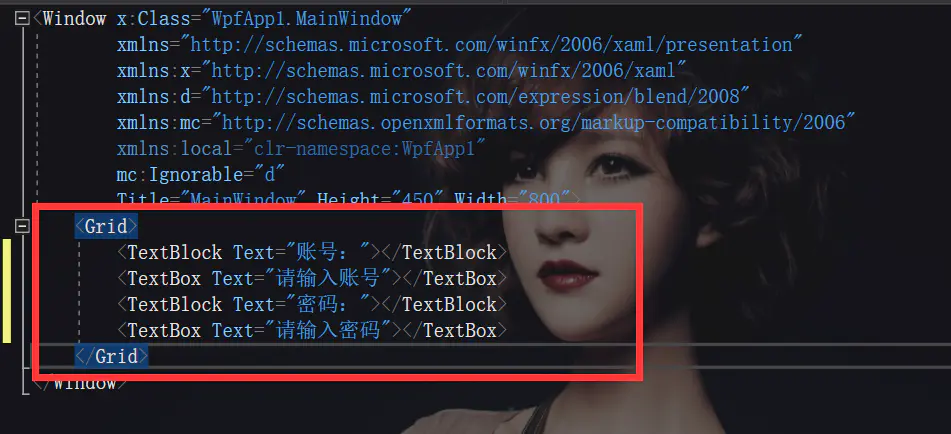 <Window x:Class="WpfApp1.MainWindow"
xmlns="http://schemas.microsoft.com/winfx/2006/xaml/presentation"
xmlns:x="http://schemas.microsoft.com/winfx/2006/xaml"
xmlns:d="http://schemas.microsoft.com/expression/blend/2008"
xmlns:mc="http://schemas.openxmlformats.org/markup-compatibility/2006"
xmlns:local="clr-namespace:WpfApp1"
mc:Ignorable="d"
Title="MainWindow" Height="450" Width="800">
<Grid>
<TextBlock Text="账号："></TextBlock>
<TextBox Text="请输入账号"></TextBox>
<TextBlock Text="密码："></TextBlock>
<TextBox Text="请输入密码"></TextBox>
</Grid>
</Window>